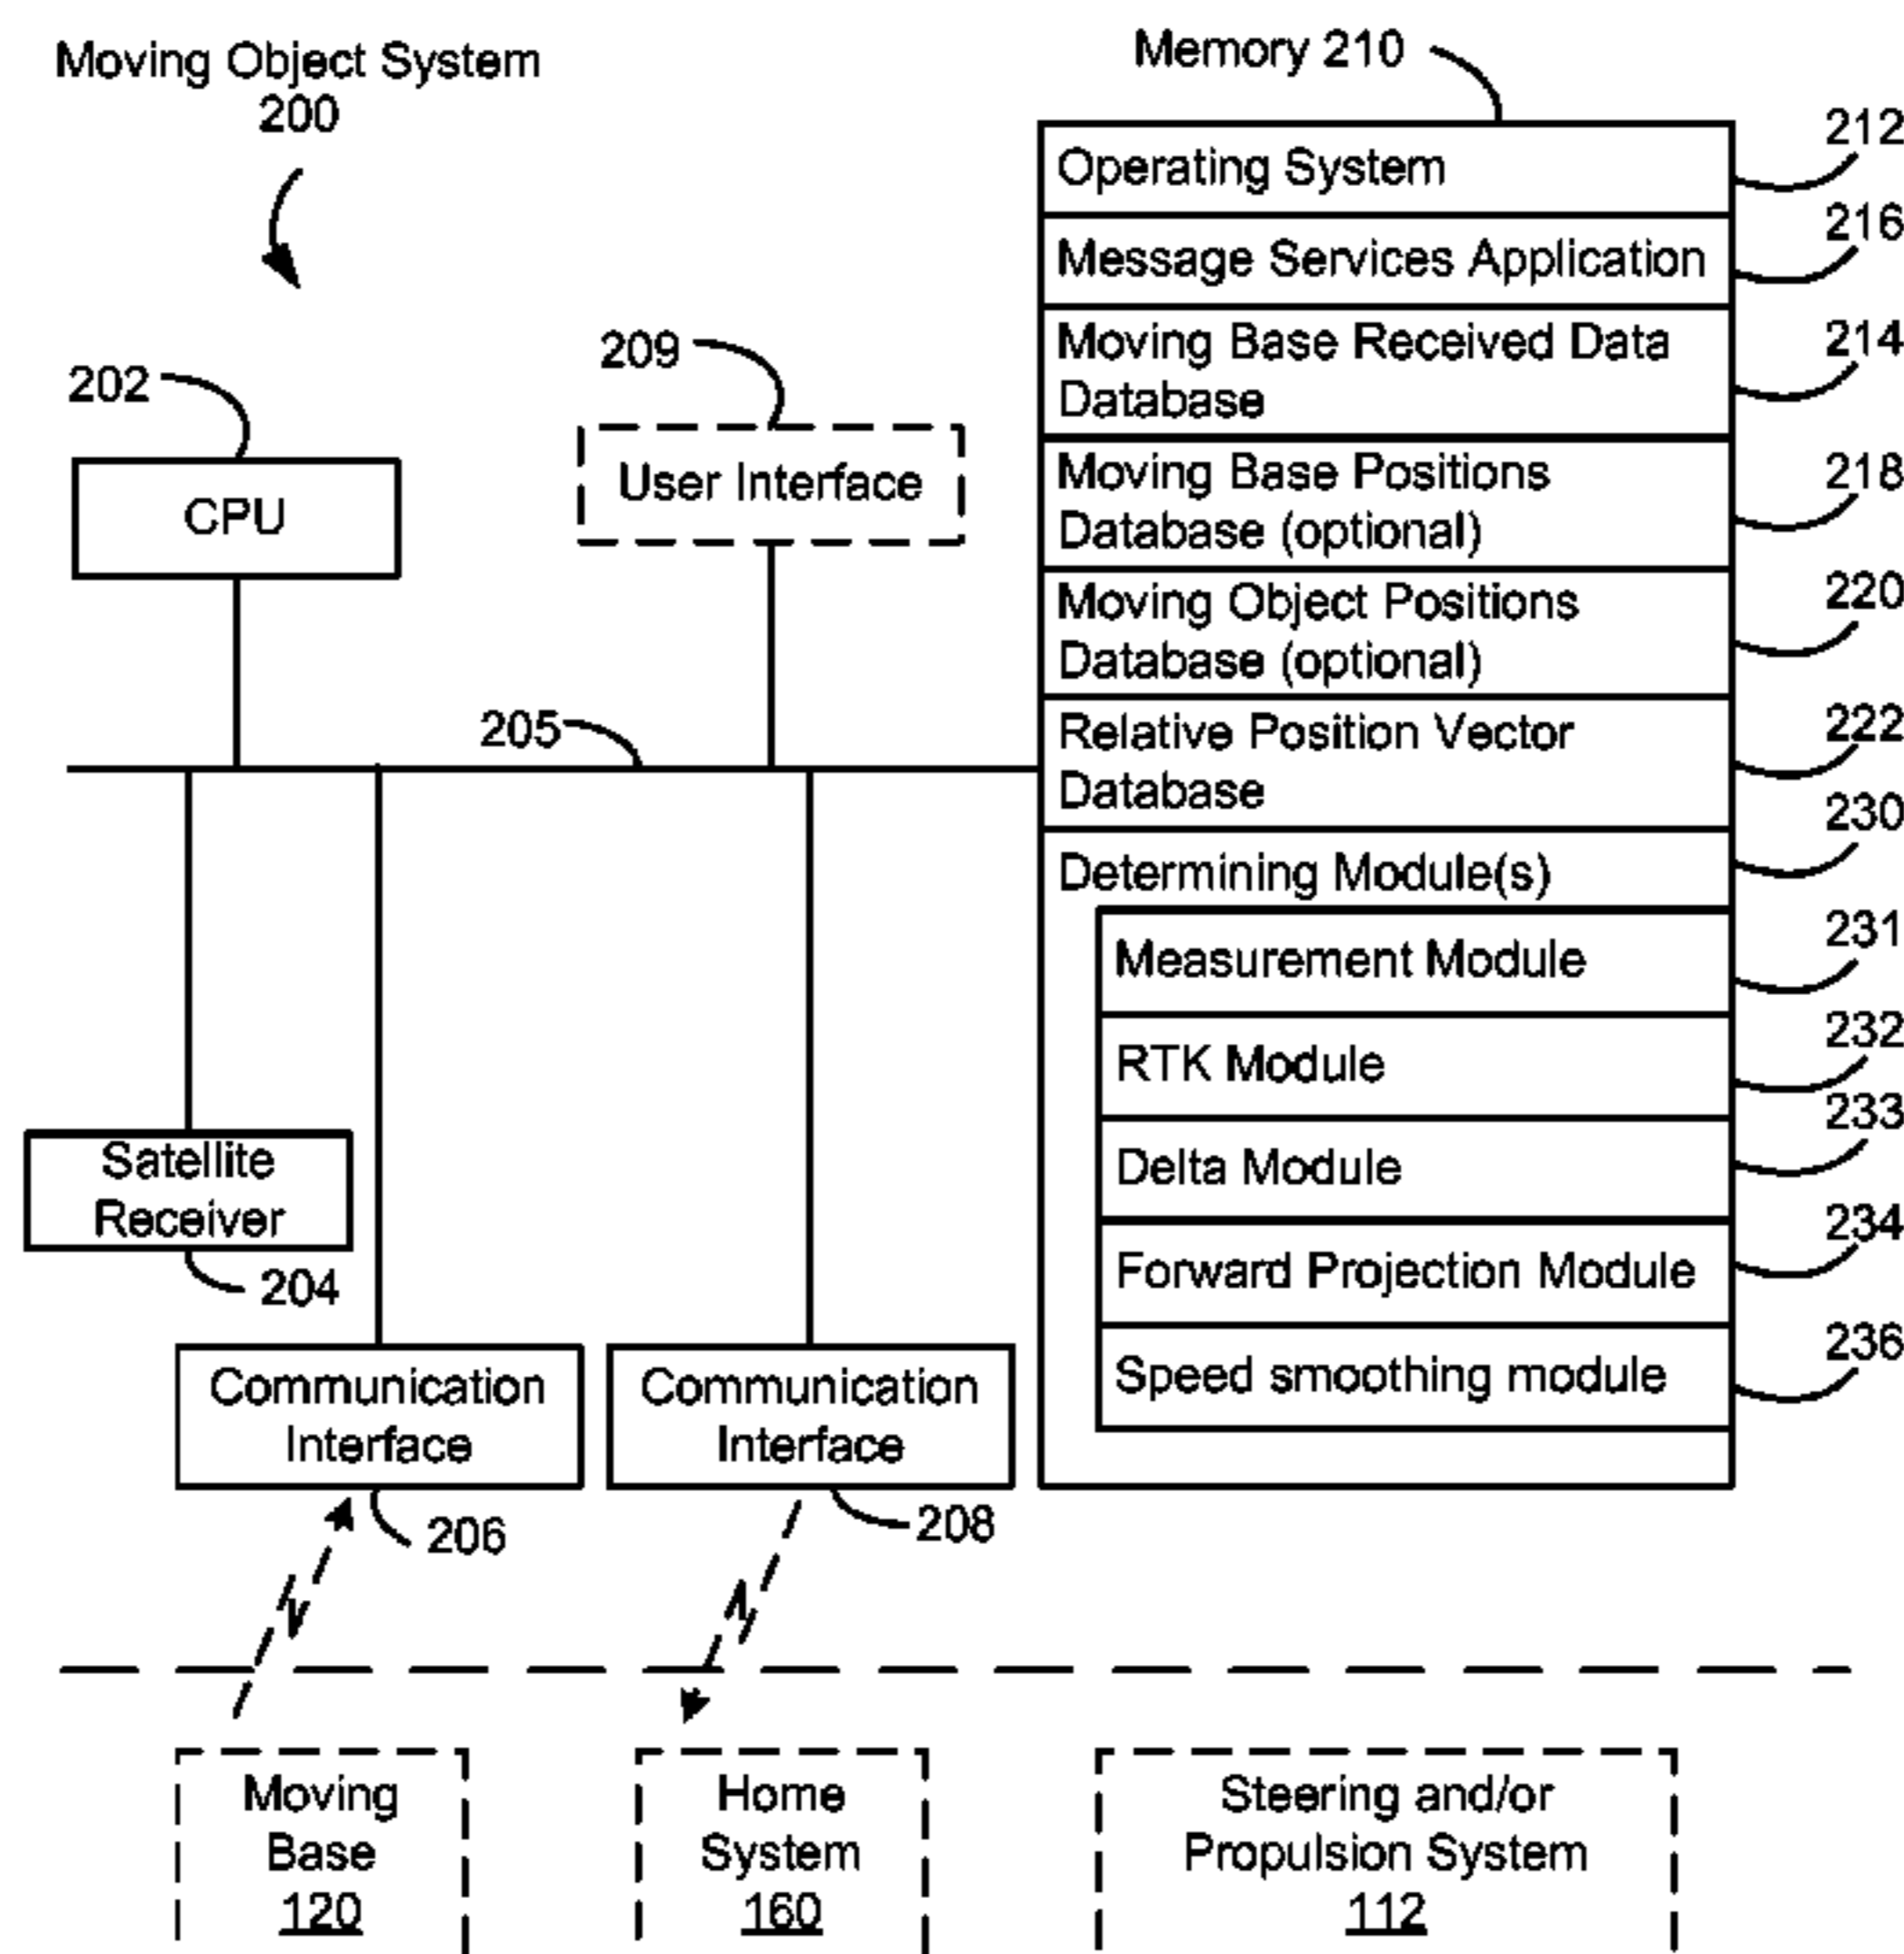 Moving Object System
200
Memory 210
Operating System
212
Message Services Application
216
Moving Base Received Data
Database
214
Moving Base Positions
Database (optional)
218
Moving Object Positions
Database (optional)
220
Relative Position Vector
Database
222
Determining Module(s)
230
Measurement Module
231
RTK Module
232
Delta Module
233
Forward Projection Module
234
Speed smoothing module
236
202
CPU
209
User Interface
205
Satellite
Receiver
204
Communication
Interface
206
Communication
Interface
208
Moving
Base
120
Home
System
160
Steering and/or
Propulsion System
112